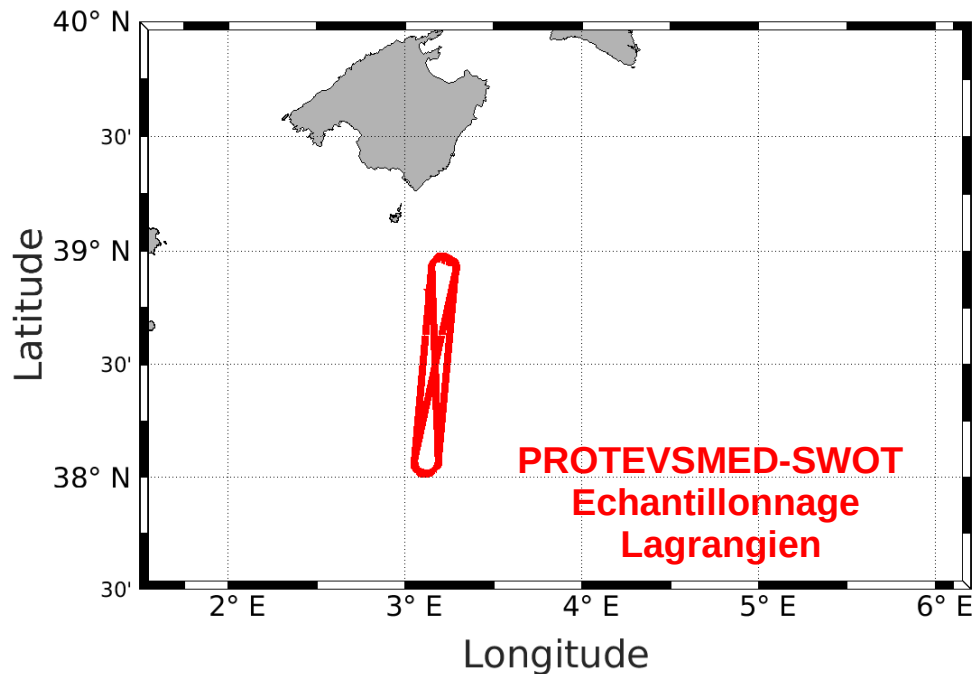 40° N
30'
39° N
30'
38° N
30'
Latitude
PROTEVSMED-SWOT
Echantillonnage
Lagrangien
2° E
3° E
4° E
5° E
6° E
Longitude